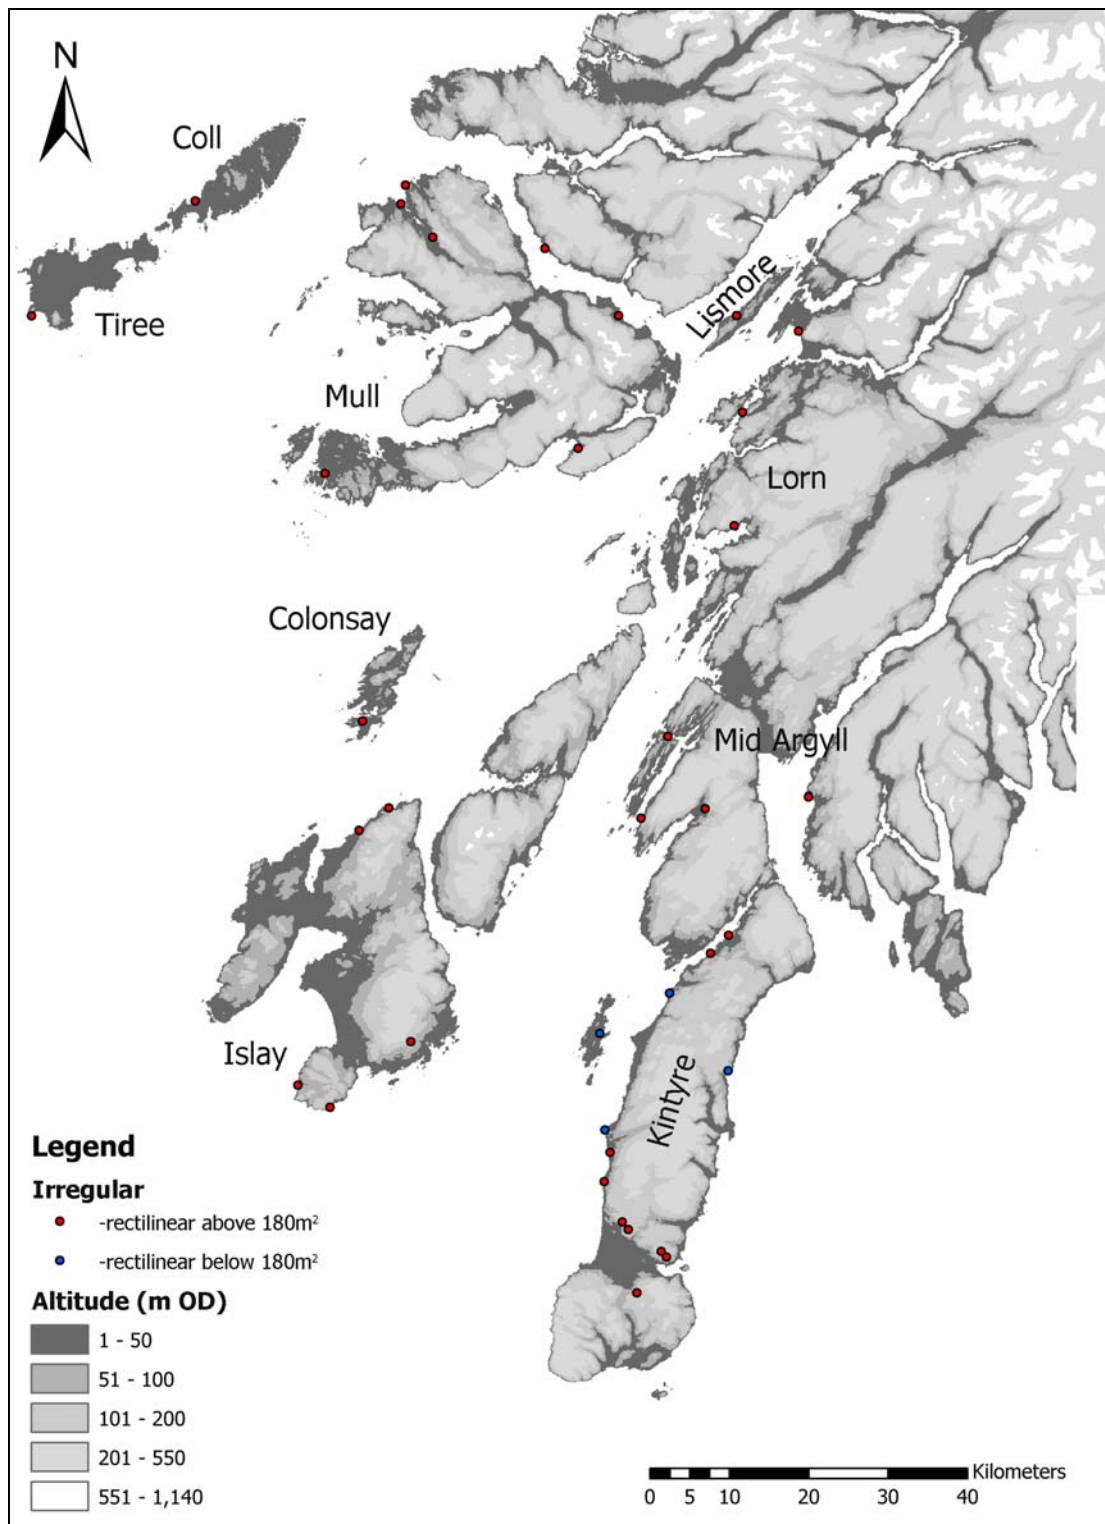 N
Coll
Tiree
Lismore
Mull
Lorn
Colonsay
Mid Argyll
Islay
Kintyre
Legend
Irregular
-rectilinear above 180m²
-rectilinear below 180m²
Altitude (m OD)
1 - 50
51 - 100
101 - 200
201 - 550
551 - 1,140
Kilometers
0 5 10 20 30 40